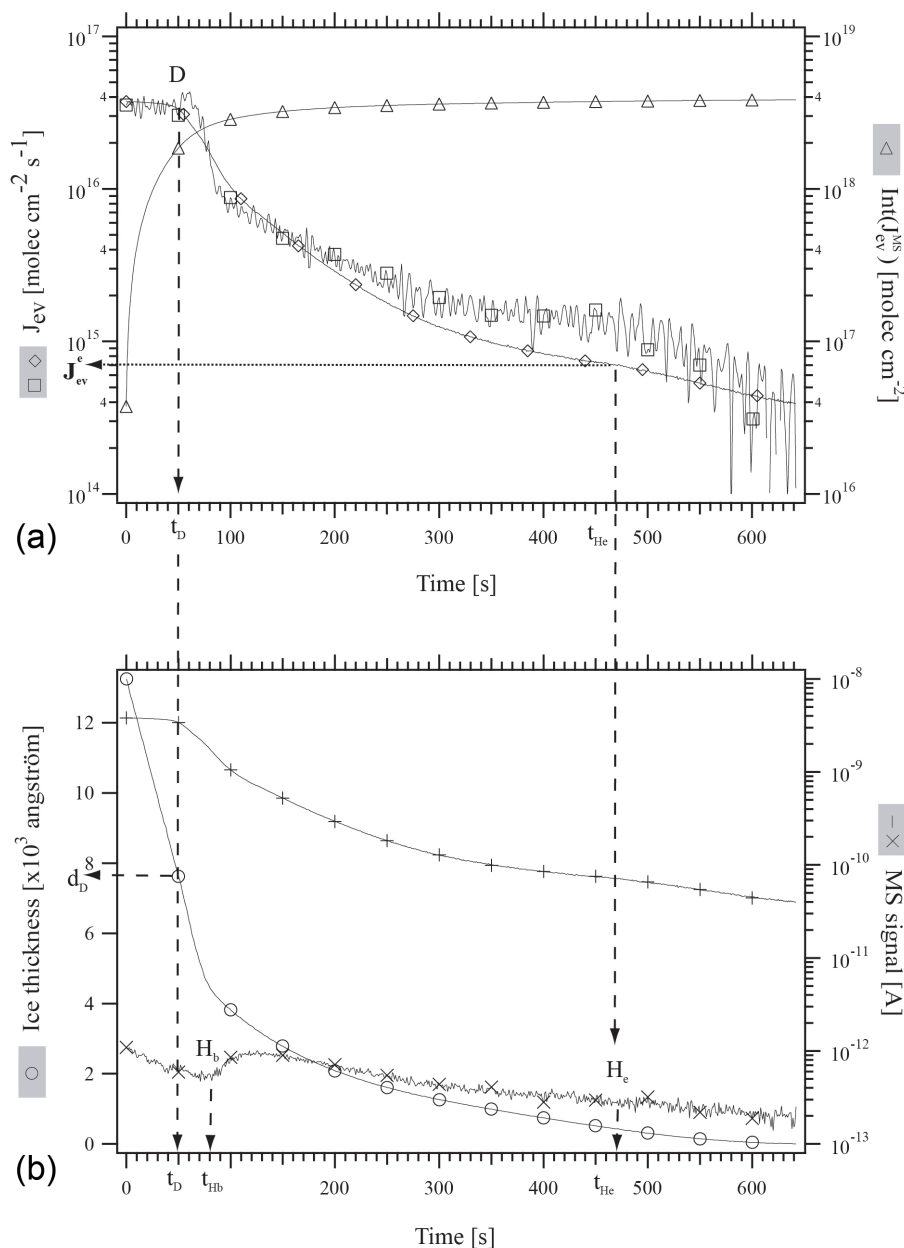 10^17
4
10^16
4
10^15
4
10^14
10^19
4
10^18
4
10^17
4
10^16
◇ □ J_ev [molec cm^-2 s^-1]
△ Int(J_ev^MS) [molec cm^-2]
D
J_ev^e
(a)
0 t_D 100 200 300 400 t_He 500 600
Time [s]
12
10
8
6
4
2
0
d_D
○ Ice thickness [x10^3 angström]
10^-8
10^-9
10^-10
10^-11
10^-12
10^-13
× – MS signal [A]
H_b
H_e
(b)
0 t_D t_Hb 100 200 300 400 t_He 500 600
Time [s]